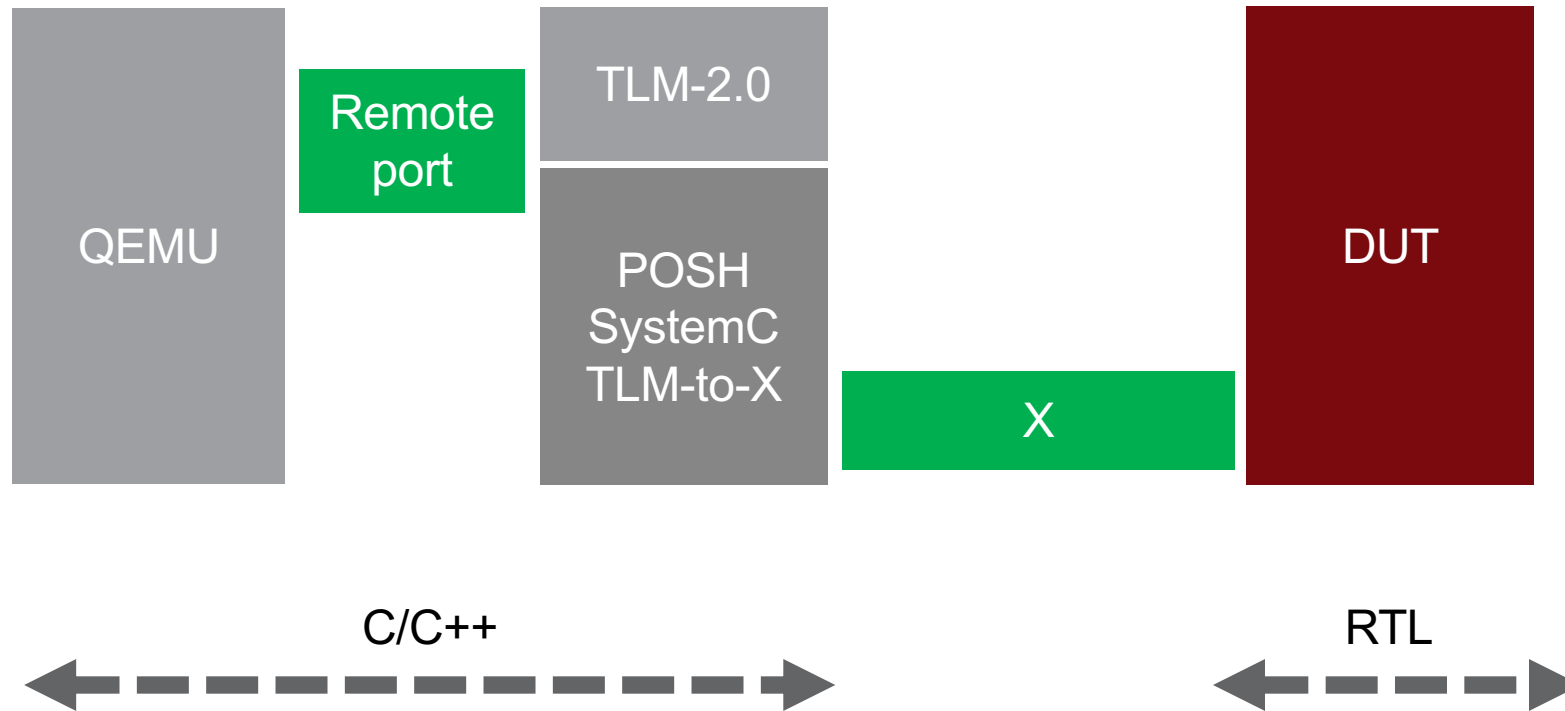 QEMU
Remote
port
TLM-2.0
POSH
SystemC
TLM-to-X
X
DUT
C/C++
RTL